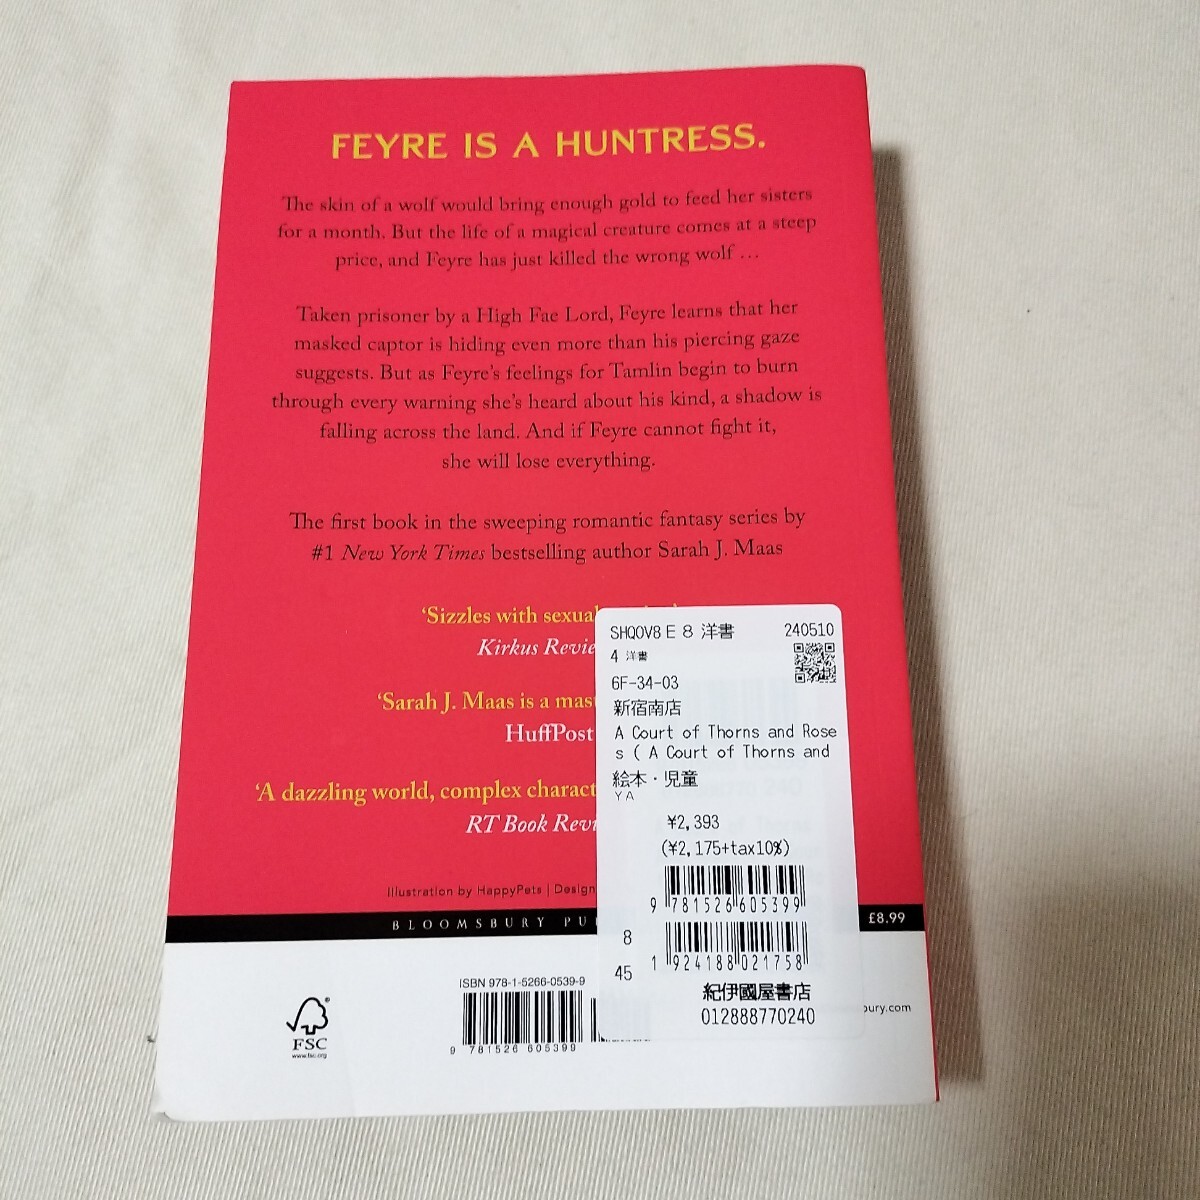 FEYRE IS A HUNTRESS.
The skin of a wolf would bring enough gold to feed her sisters
for a month. But the life of a magical creature comes at a steep
price, and Feyre has just killed the wrong wolf ...
Taken prisoner by a High Fae Lord, Feyre learns that her
masked captor is hiding even more than his piercing gaze
suggests. But as Feyre's feelings for Tamlin begin to burn
through every warning she's heard about his kind, a shadow is
falling across the land. And if Feyre cannot fight it,
she will lose everything.
The first book in the sweeping romantic fantasy series by
#1 New York Times bestselling author Sarah J. Maas
‘Sizzles with sexual
Kirkus Revie
‘Sarah J. Maas is a mast
HuffPost
‘A dazzling world, complex charact
RT Book Revi
Illustration by HappyPets | Design
BLOOMSBURY PU
£8.99
SHQ0V8 E 8 洋書 240510
4 洋書
6F-34-03
新宿南店
A Court of Thorns and Rose
s ( A Court of Thorns and
絵本・児童
YA
¥2,393
(¥2,175+tax10%)
9 781526 605399
8
45
1 924188 021758
紀伊國屋書店
012888770240
bury.com
ISBN 978-1-5266-0539-9
9 781526 605399
FSC
www.fsc.org